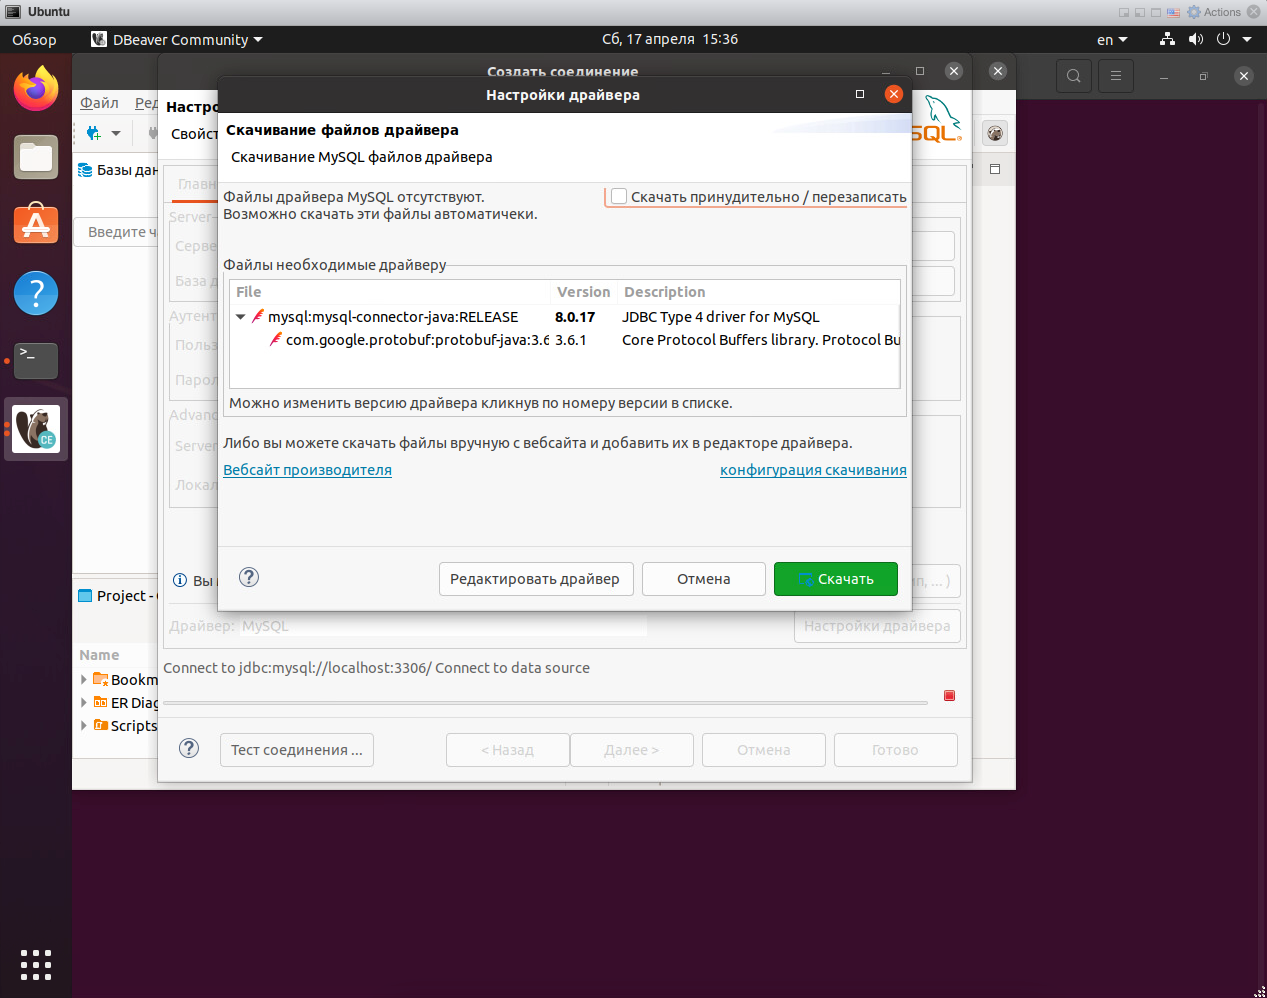 Ubuntu
Actions
Обзор
DBeaver Community
Сб, 17 апреля 15:36
en
Создать соединение
Настройки драйвера
Файл
Ред
Настро
Свойст
SQL
Скачивание файлов драйвера
Скачивание MySQL файлов драйвера
Базы дан
Главн
Файлы драйвера MySQL отсутствуют.
Возможно скачать эти файлы автоматичеки.
Скачать принудительно / перезаписать
Введите ч
Server-
Серве
База д
Аутент
Польз
Парол
Advanc
Server
Локал
Файлы необходимые драйверу
File Version Description
mysql:mysql-connector-java:RELEASE 8.0.17 JDBC Type 4 driver for MySQL
com.google.protobuf:protobuf-java:3.6 3.6.1 Core Protocol Buffers library. Protocol Bu
Можно изменить версию драйвера кликнув по номеру версии в списке.
Либо вы можете скачать файлы вручную с вебсайта и добавить их в редакторе драйвера.
Вебсайт производителя
конфигурация скачивания
Вы
Редактировать драйвер
Отмена
Скачать
ип, ... )
Project -
Драйвер: MySQL
Настройки драйвера
Name
Bookm
ER Diag
Scripts
Connect to jdbc:mysql://localhost:3306/ Connect to data source
Тест соединения ...
< Назад
Далее >
Отмена
Готово
CE